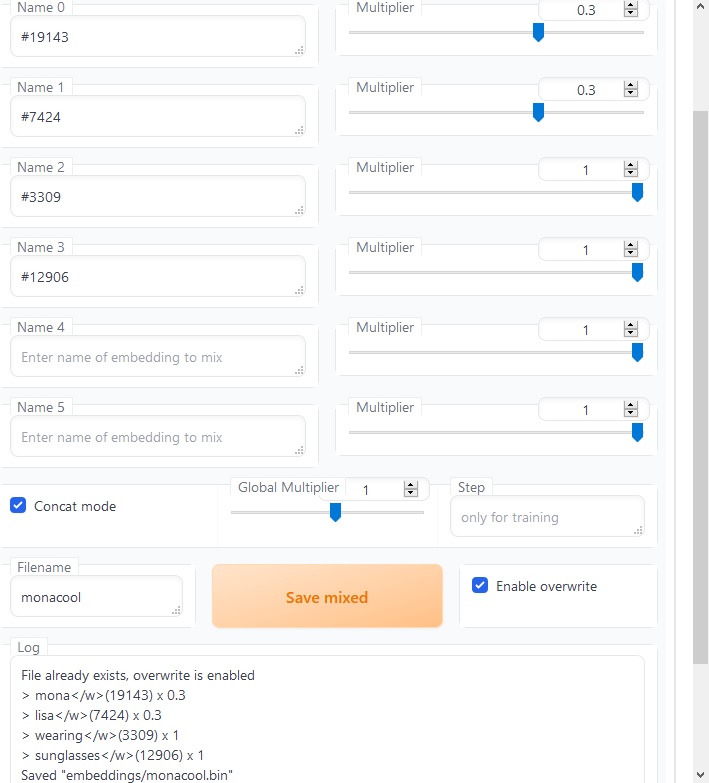 Name 0
Multiplier
0.3
#19143
Name 1
Multiplier
0.3
#7424
Name 2
Multiplier
1
#3309
Name 3
Multiplier
1
#12906
Name 4
Multiplier
1
Enter name of embedding to mix
Name 5
Multiplier
1
Enter name of embedding to mix
Concat mode
Global Multiplier
1
Step
only for training
Filename
monacool
Save mixed
Enable overwrite
Log
File already exists, overwrite is enabled
> mona</w>(19143) x 0.3
> lisa</w>(7424) x 0.3
> wearing</w>(3309) x 1
> sunglasses</w>(12906) x 1
Saved "embeddings/monacool.bin"